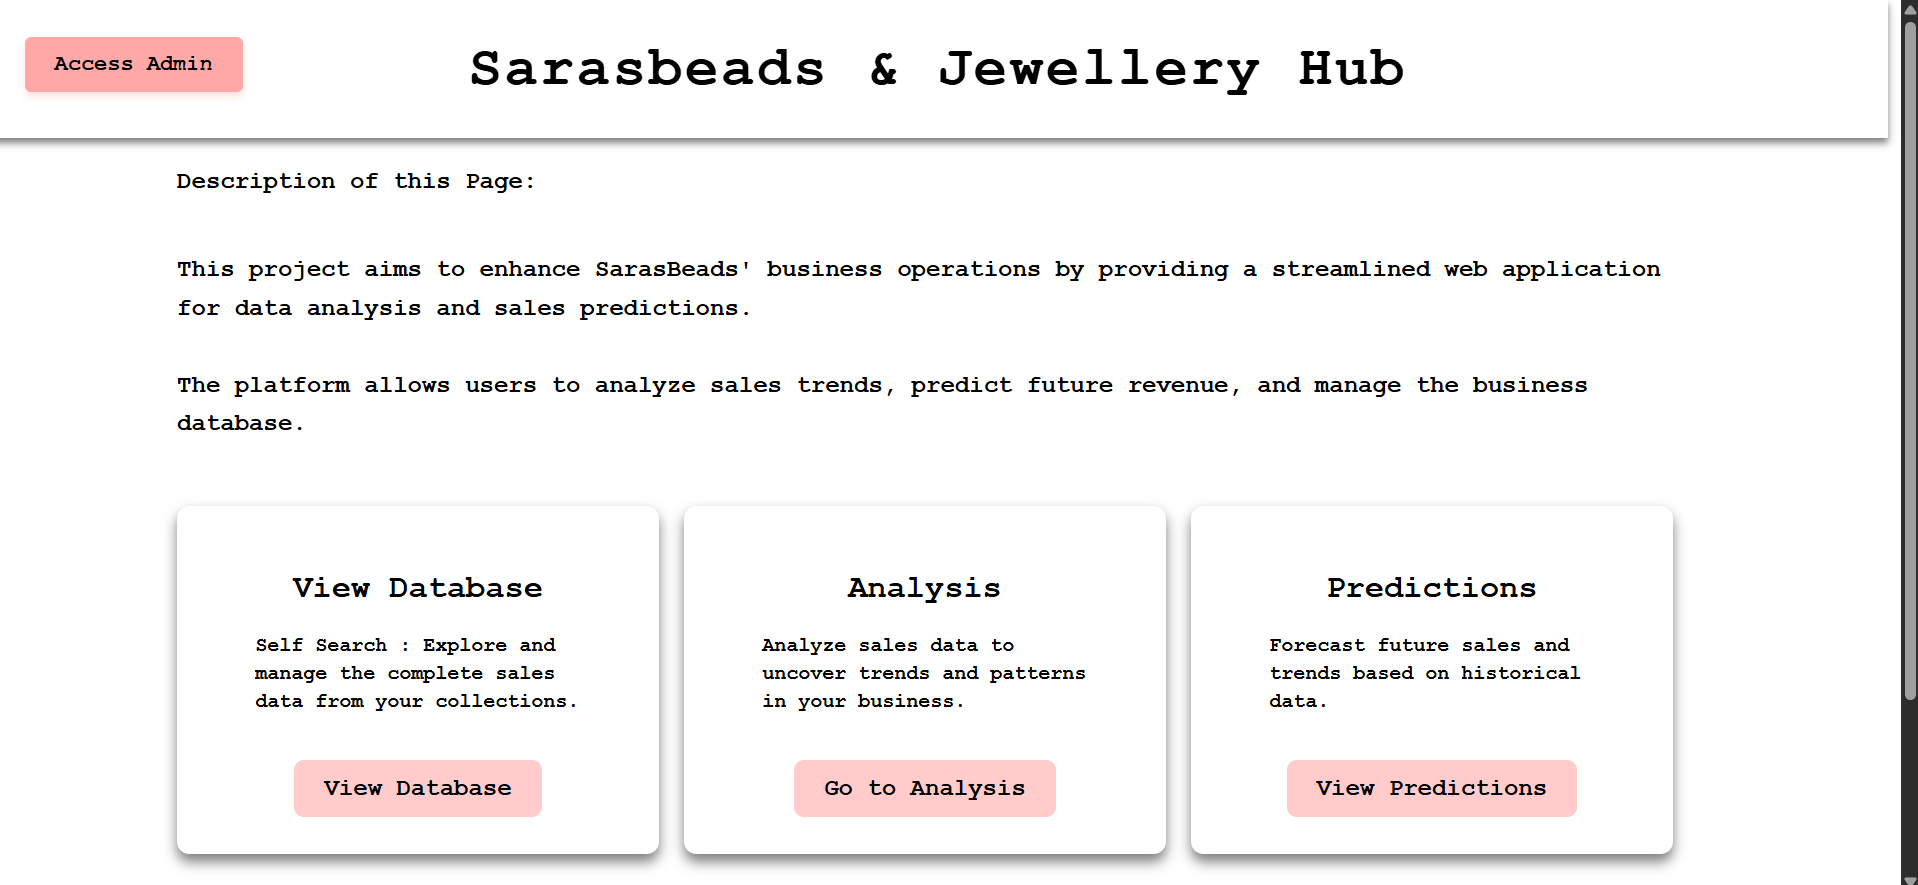 Access Admin
Sarasbeads & Jewellery Hub
Description of this Page:
This project aims to enhance SarasBeads' business operations by providing a streamlined web application
for data analysis and sales predictions.
The platform allows users to analyze sales trends, predict future revenue, and manage the business
database.
View Database
Self Search : Explore and
manage the complete sales
data from your collections.
View Database
Analysis
Analyze sales data to
uncover trends and patterns
in your business.
Go to Analysis
Predictions
Forecast future sales and
trends based on historical
data.
View Predictions